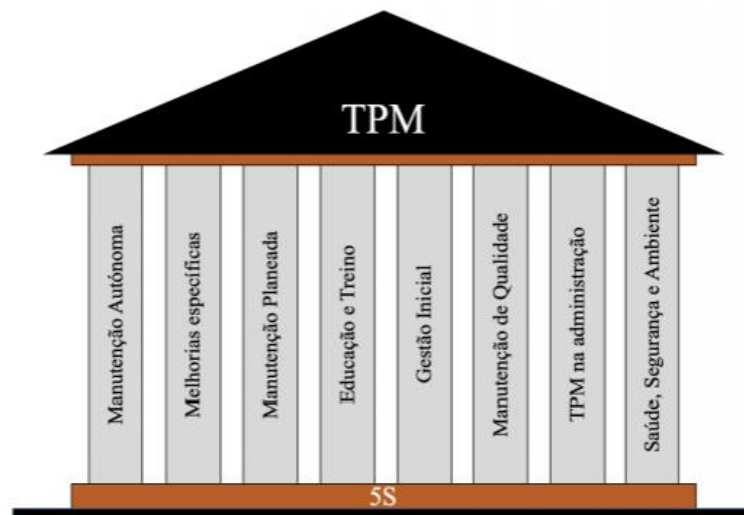 TPM
Manutenção Autónoma
Melhorias específicas
Manutenção Planeada
Educação e Treino
Gestão Inicial
Manutenção de Qualidade
TPM na administração
Saúde, Segurança e Ambiente
5S